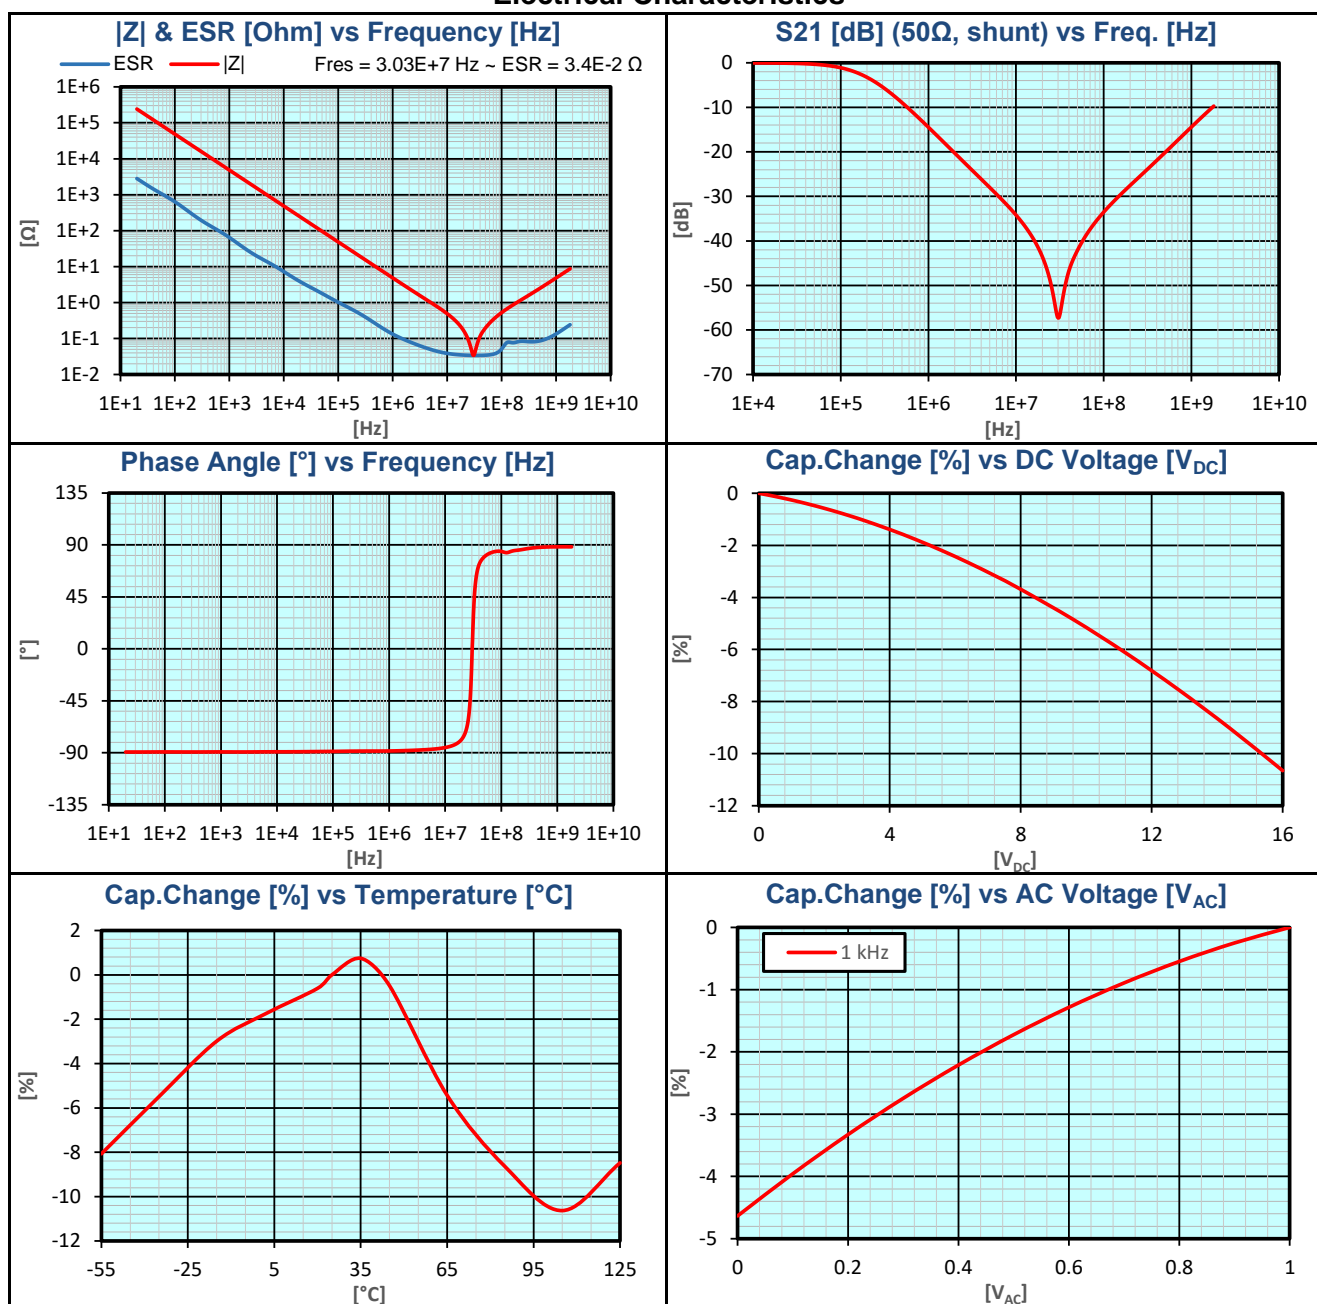 Electrical Characteristics
|Z| & ESR [Ohm] vs Frequency [Hz]
ESR |Z| Fres = 3.03E+7 Hz ~ ESR = 3.4E-2 Ω
1E+6
1E+5
1E+4
1E+3
1E+2
1E+1
1E+0
1E-1
1E-2
[Ω]
1E+1 1E+2 1E+3 1E+4 1E+5 1E+6 1E+7 1E+8 1E+9 1E+10
[Hz]
S21 [dB] (50Ω, shunt) vs Freq. [Hz]
0
-10
-20
-30
-40
-50
-60
-70
[dB]
1E+4 1E+5 1E+6 1E+7 1E+8 1E+9 1E+10
[Hz]
Phase Angle [°] vs Frequency [Hz]
135
90
45
0
-45
-90
-135
[°]
1E+1 1E+2 1E+3 1E+4 1E+5 1E+6 1E+7 1E+8 1E+9 1E+10
[Hz]
Cap.Change [%] vs DC Voltage [VDC]
0
-2
-4
-6
-8
-10
-12
[%]
0 4 8 12 16
[VDC]
Cap.Change [%] vs Temperature [°C]
2
0
-2
-4
-6
-8
-10
-12
[%]
-55 -25 5 35 65 95 125
[°C]
Cap.Change [%] vs AC Voltage [VAC]
1 kHz
0
-1
-2
-3
-4
-5
[%]
0 0.2 0.4 0.6 0.8 1
[VAC]